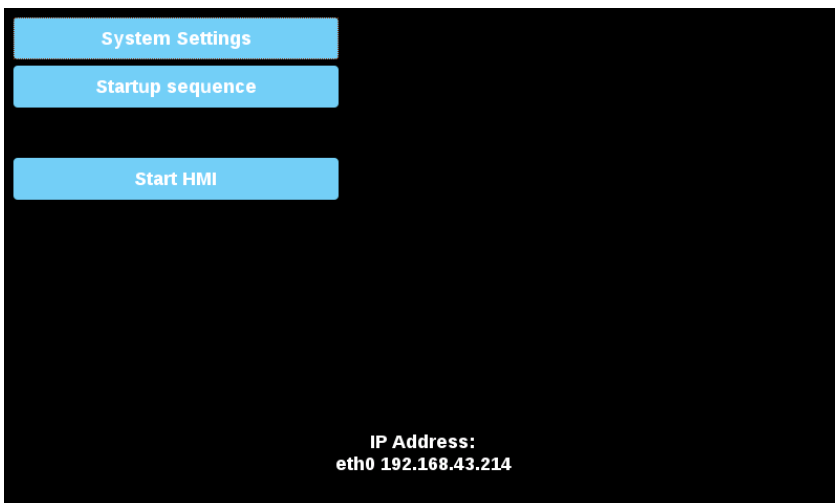 System Settings
Startup sequence
Start HMI
IP Address:
eth0 192.168.43.214